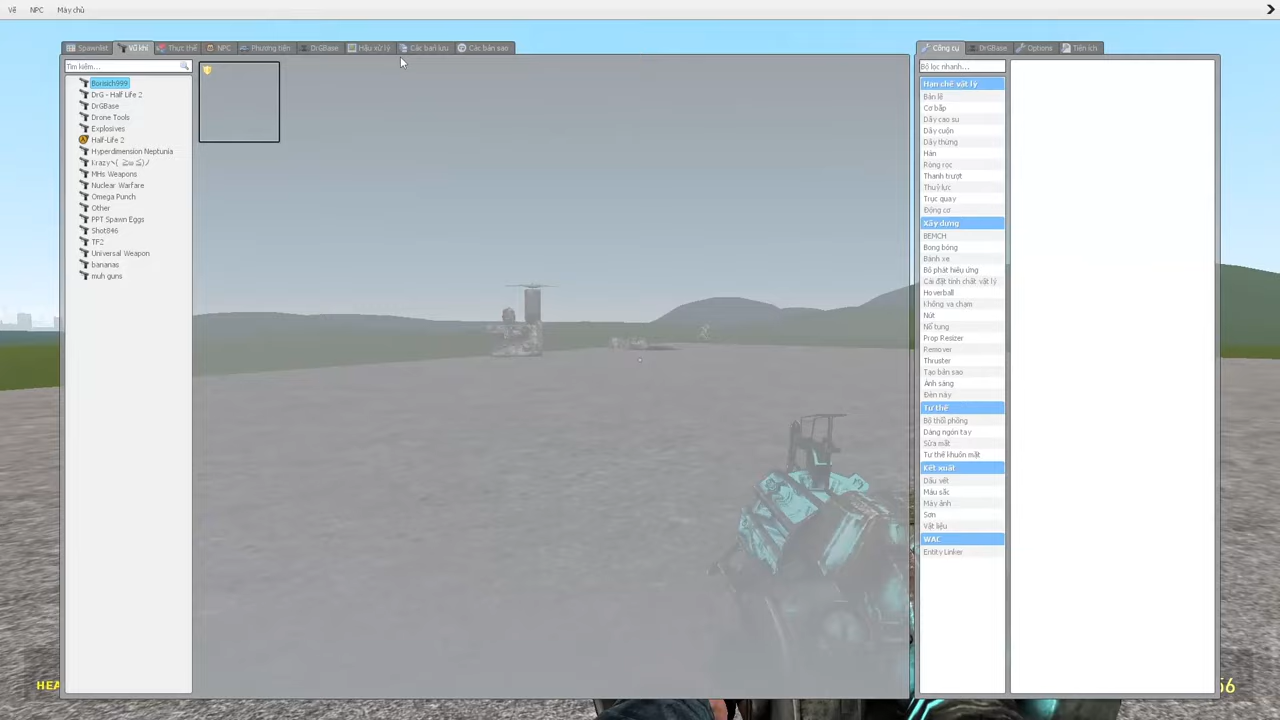 Vẽ NPC Máy chủ
Spawnlist Vũ khí Thực thể NPC Phương tiện DrGBase Hậu xử lý Các bản lưu Các bản sao
Tìm kiếm...
Borisich999
DrG - Half Life 2
DrGBase
Drone Tools
Explosives
Half-Life 2
Hyperdimension Neptunia
MHs Weapons
Nuclear Warfare
Omega Punch
Other
PPT Spawn Eggs
Shot846
TF2
Universal Weapon
bananas
muh guns
Công cụ DrGBase Options Tiện ích
Bộ lọc nhanh...
Hạn chế vật lý
Bản lề
Cơ bắp
Dây cao su
Dây cuộn
Dây thừng
Hàn
Ròng rọc
Thanh trượt
Thuỷ lực
Trục quay
Động cơ
Xây dựng
BEMCH
Bong bóng
Bánh xe
Bộ phát hiệu ứng
Cài đặt tính chất vật lý
Hoverball
Không va chạm
Nút
Nổ tung
Prop Resizer
Remover
Thruster
Tạo bản sao
Ánh sáng
Đèn nảy
Tư thế
Bộ thổi phồng
Dáng ngón tay
Sửa mắt
Tư thế khuôn mặt
Kết xuất
Dấu vết
Màu sắc
Máy ảnh
Sơn
Vật liệu
WAC
Entity Linker